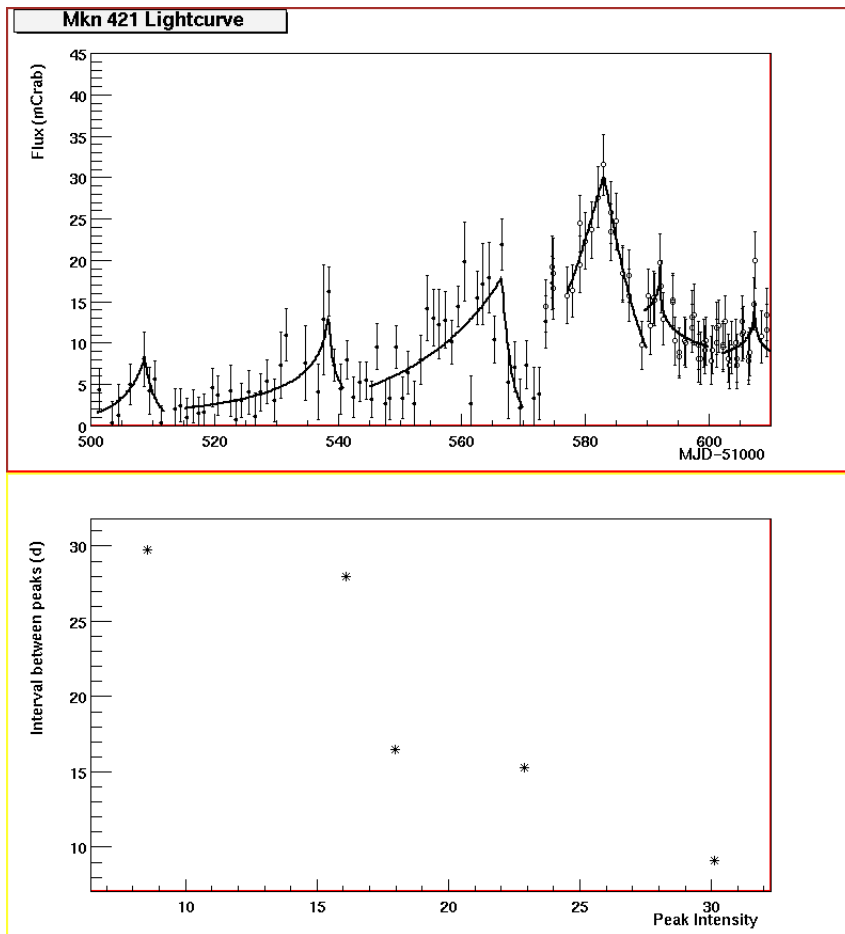 Mkn 421 Lightcurve
Flux (mCrab)
45
40
35
30
25
20
15
10
5
0
500 520 540 560 580 600
MJD-51000
Interval between peaks (d)
30
25
20
15
10
10 15 20 25 30
Peak Intensity